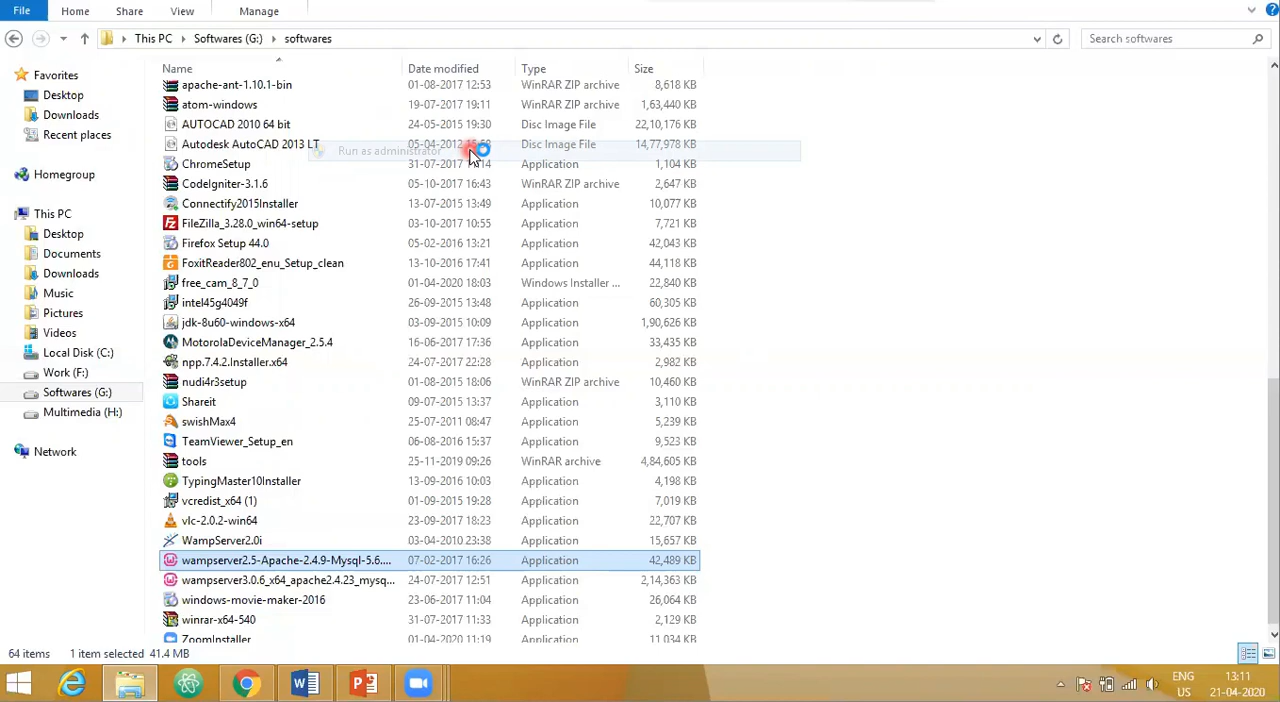 File Home Share View Manage
This PC Softwares (G:) softwares Search softwares
Favorites
Desktop
Downloads
Recent places
Homegroup
This PC
Desktop
Documents
Downloads
Music
Pictures
Videos
Local Disk (C:)
Work (F:)
Softwares (G:)
Multimedia (H:)
Network
Name Date modified Type Size
apache-ant-1.10.1-bin 01-08-2017 12:53 WinRAR ZIP archive 8,618 KB
atom-windows 19-07-2017 19:11 WinRAR ZIP archive 1,63,440 KB
AUTOCAD 2010 64 bit 24-05-2015 19:30 Disc Image File 22,10,176 KB
Autodesk AutoCAD 2013 LT 05-04-2012 Disc Image File 14,77,978 KB
Run as administrator
ChromeSetup 31-07-2017 Application 1,104 KB
CodeIgniter-3.1.6 05-10-2017 16:43 WinRAR ZIP archive 2,647 KB
Connectify2015Installer 13-07-2015 13:49 Application 10,077 KB
FileZilla_3.28.0_win64-setup 03-10-2017 10:55 Application 7,721 KB
Firefox Setup 44.0 05-02-2016 13:21 Application 42,043 KB
FoxitReader802_enu_Setup_clean 13-10-2016 17:41 Application 44,118 KB
free_cam_8_7_0 01-04-2020 18:03 Windows Installer ... 22,840 KB
intel45g4049f 26-09-2015 13:48 Application 60,305 KB
jdk-8u60-windows-x64 03-09-2015 10:09 Application 1,90,626 KB
MotorolaDeviceManager_2.5.4 16-06-2017 17:36 Application 33,435 KB
npp.7.4.2.Installer.x64 24-07-2017 22:28 Application 2,982 KB
nudi4r3setup 01-08-2015 18:06 WinRAR ZIP archive 10,460 KB
Shareit 09-07-2015 13:37 Application 3,110 KB
swishMax4 25-07-2011 08:47 Application 5,239 KB
TeamViewer_Setup_en 06-08-2016 15:37 Application 9,523 KB
tools 25-11-2019 09:26 WinRAR archive 4,84,605 KB
TypingMaster10Installer 13-09-2016 10:03 Application 4,198 KB
vcredist_x64 (1) 01-09-2015 19:28 Application 7,019 KB
vlc-2.0.2-win64 23-09-2017 18:23 Application 22,707 KB
WampServer2.0i 03-04-2010 23:38 Application 15,657 KB
wampserver2.5-Apache-2.4.9-Mysql-5.6.... 07-02-2017 16:26 Application 42,489 KB
wampserver3.0.6_x64_apache2.4.23_mysq... 24-07-2017 12:51 Application 2,14,363 KB
windows-movie-maker-2016 23-06-2017 11:04 Application 26,064 KB
winrar-x64-540 31-07-2017 11:33 Application 2,129 KB
ZoomInstaller 01-04-2020 11:19 Application 11,034 KB
64 items 1 item selected 41.4 MB
ENG 13:11
US 21-04-2020